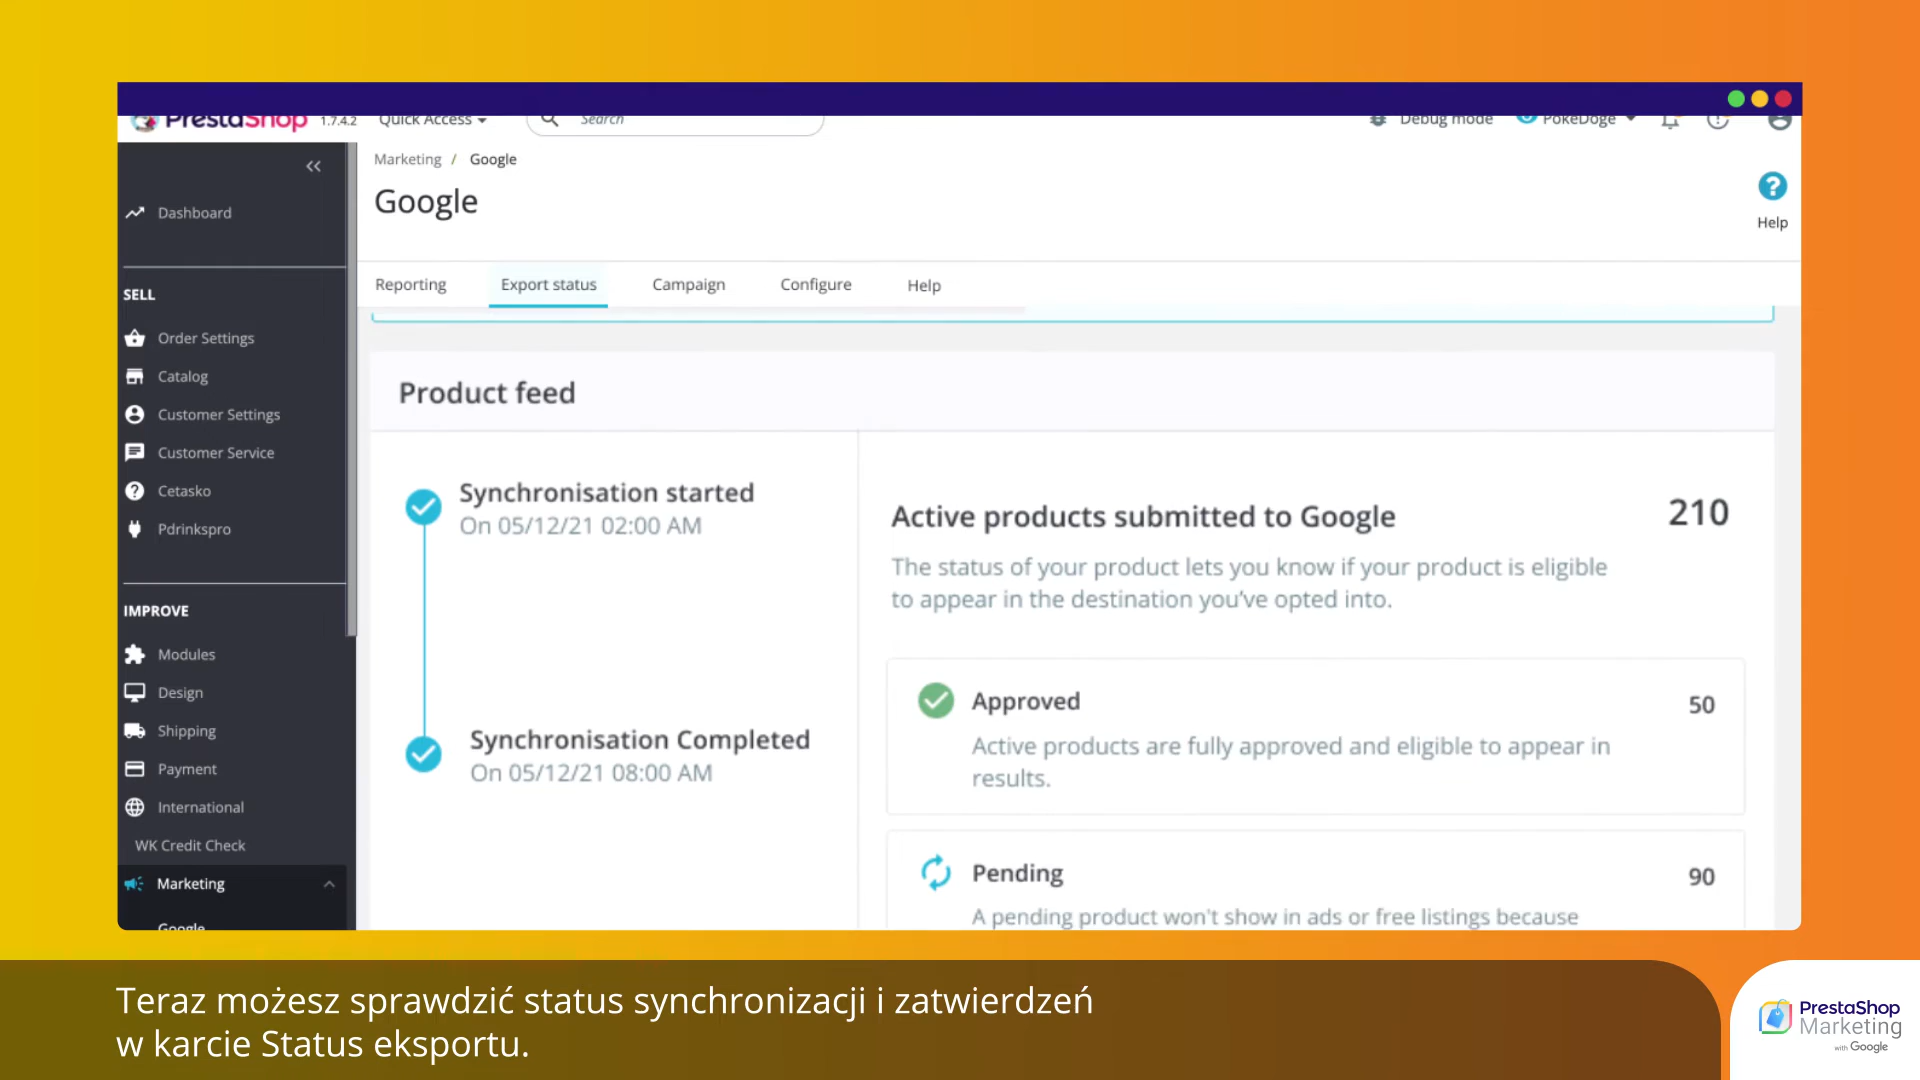 PrestaShop 1.7.4.2 Quick Access Search Debug mode PokeDoge
Marketing / Google
Google
Help
Reporting Export status Campaign Configure Help
Dashboard
SELL
Order Settings
Catalog
Customer Settings
Customer Service
Cetasko
Pdrinkspro
IMPROVE
Modules
Design
Shipping
Payment
International
WK Credit Check
Marketing
Google
Product feed
Synchronisation started
On 05/12/21 02:00 AM
Synchronisation Completed
On 05/12/21 08:00 AM
Active products submitted to Google 210
The status of your product lets you know if your product is eligible
to appear in the destination you've opted into.
Approved 50
Active products are fully approved and eligible to appear in
results.
Pending 90
A pending product won't show in ads or free listings because
Teraz możesz sprawdzić status synchronizacji i zatwierdzeń
w karcie Status eksportu.
PrestaShop
Marketing
with Google